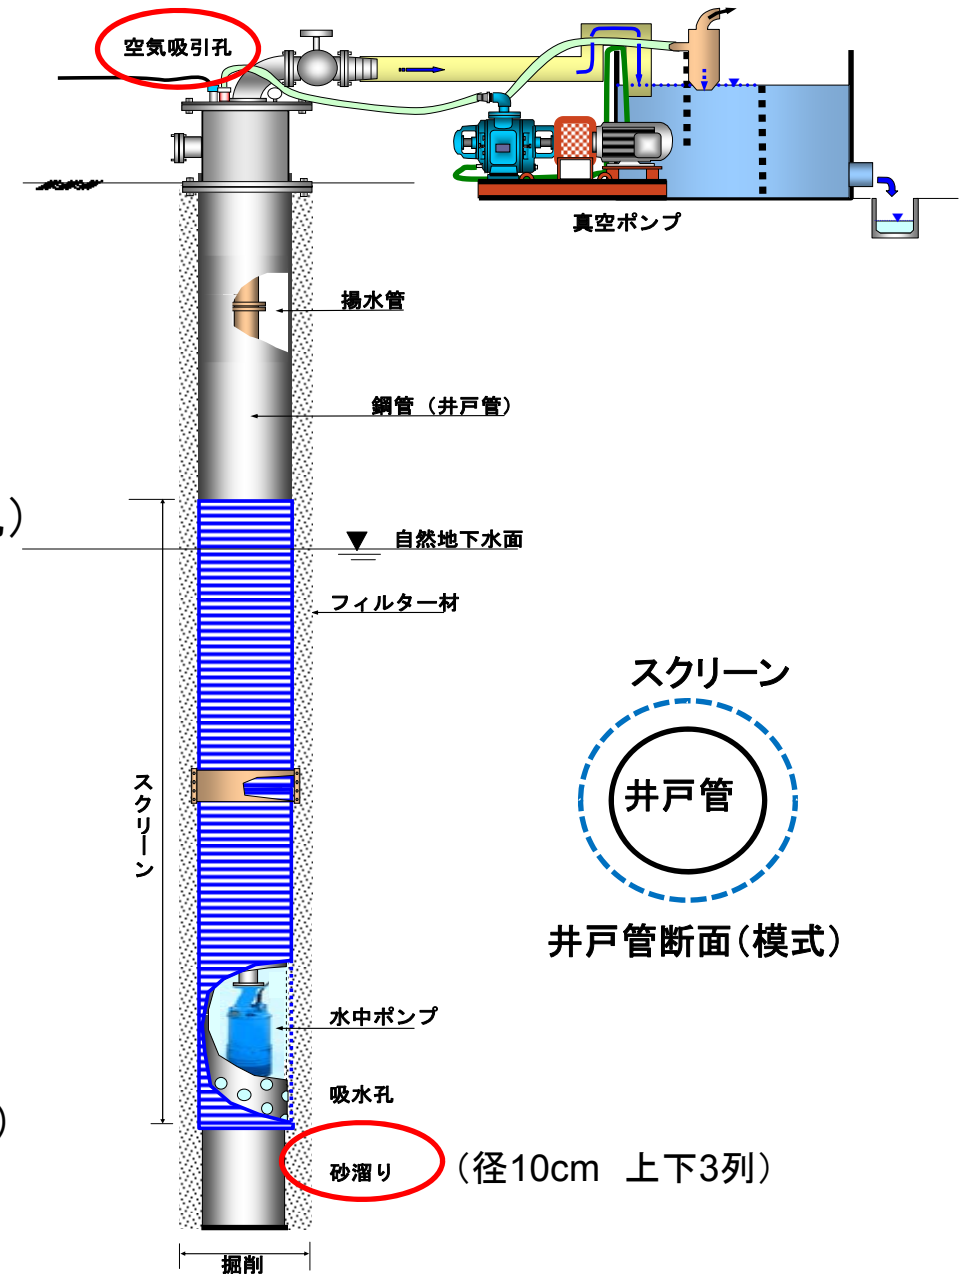 空気吸引孔
真空ポンプ
揚水管
鋼管（井戸管）
自然地下水面
フィルター材
スクリーン
スクリーン
井戸管
井戸管断面（模式）
水中ポンプ
吸水孔
砂溜り
（径10cm　上下3列）
掘削
）